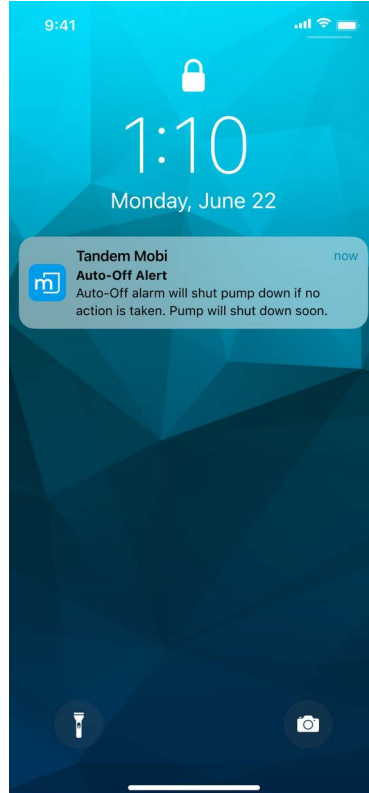 9:41
1:10
Monday, June 22
Tandem Mobi
now
Auto-Off Alert
Auto-Off alarm will shut pump down if no
action is taken. Pump will shut down soon.
m